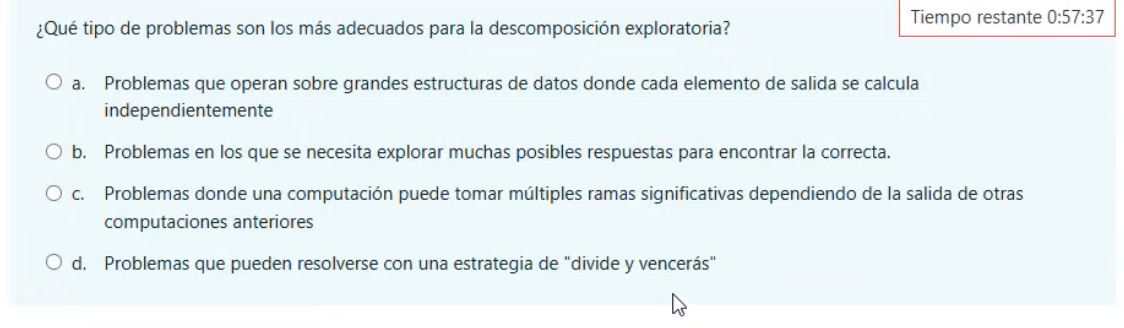 Tiempo restante 0:57:37
¿Qué tipo de problemas son los más adecuados para la descomposición exploratoria?
a. Problemas que operan sobre grandes estructuras de datos donde cada elemento de salida se calcula
independientemente
b. Problemas en los que se necesita explorar muchas posibles respuestas para encontrar la correcta.
c. Problemas donde una computación puede tomar múltiples ramas significativas dependiendo de la salida de otras
computaciones anteriores
d. Problemas que pueden resolverse con una estrategia de "divide y vencerás"